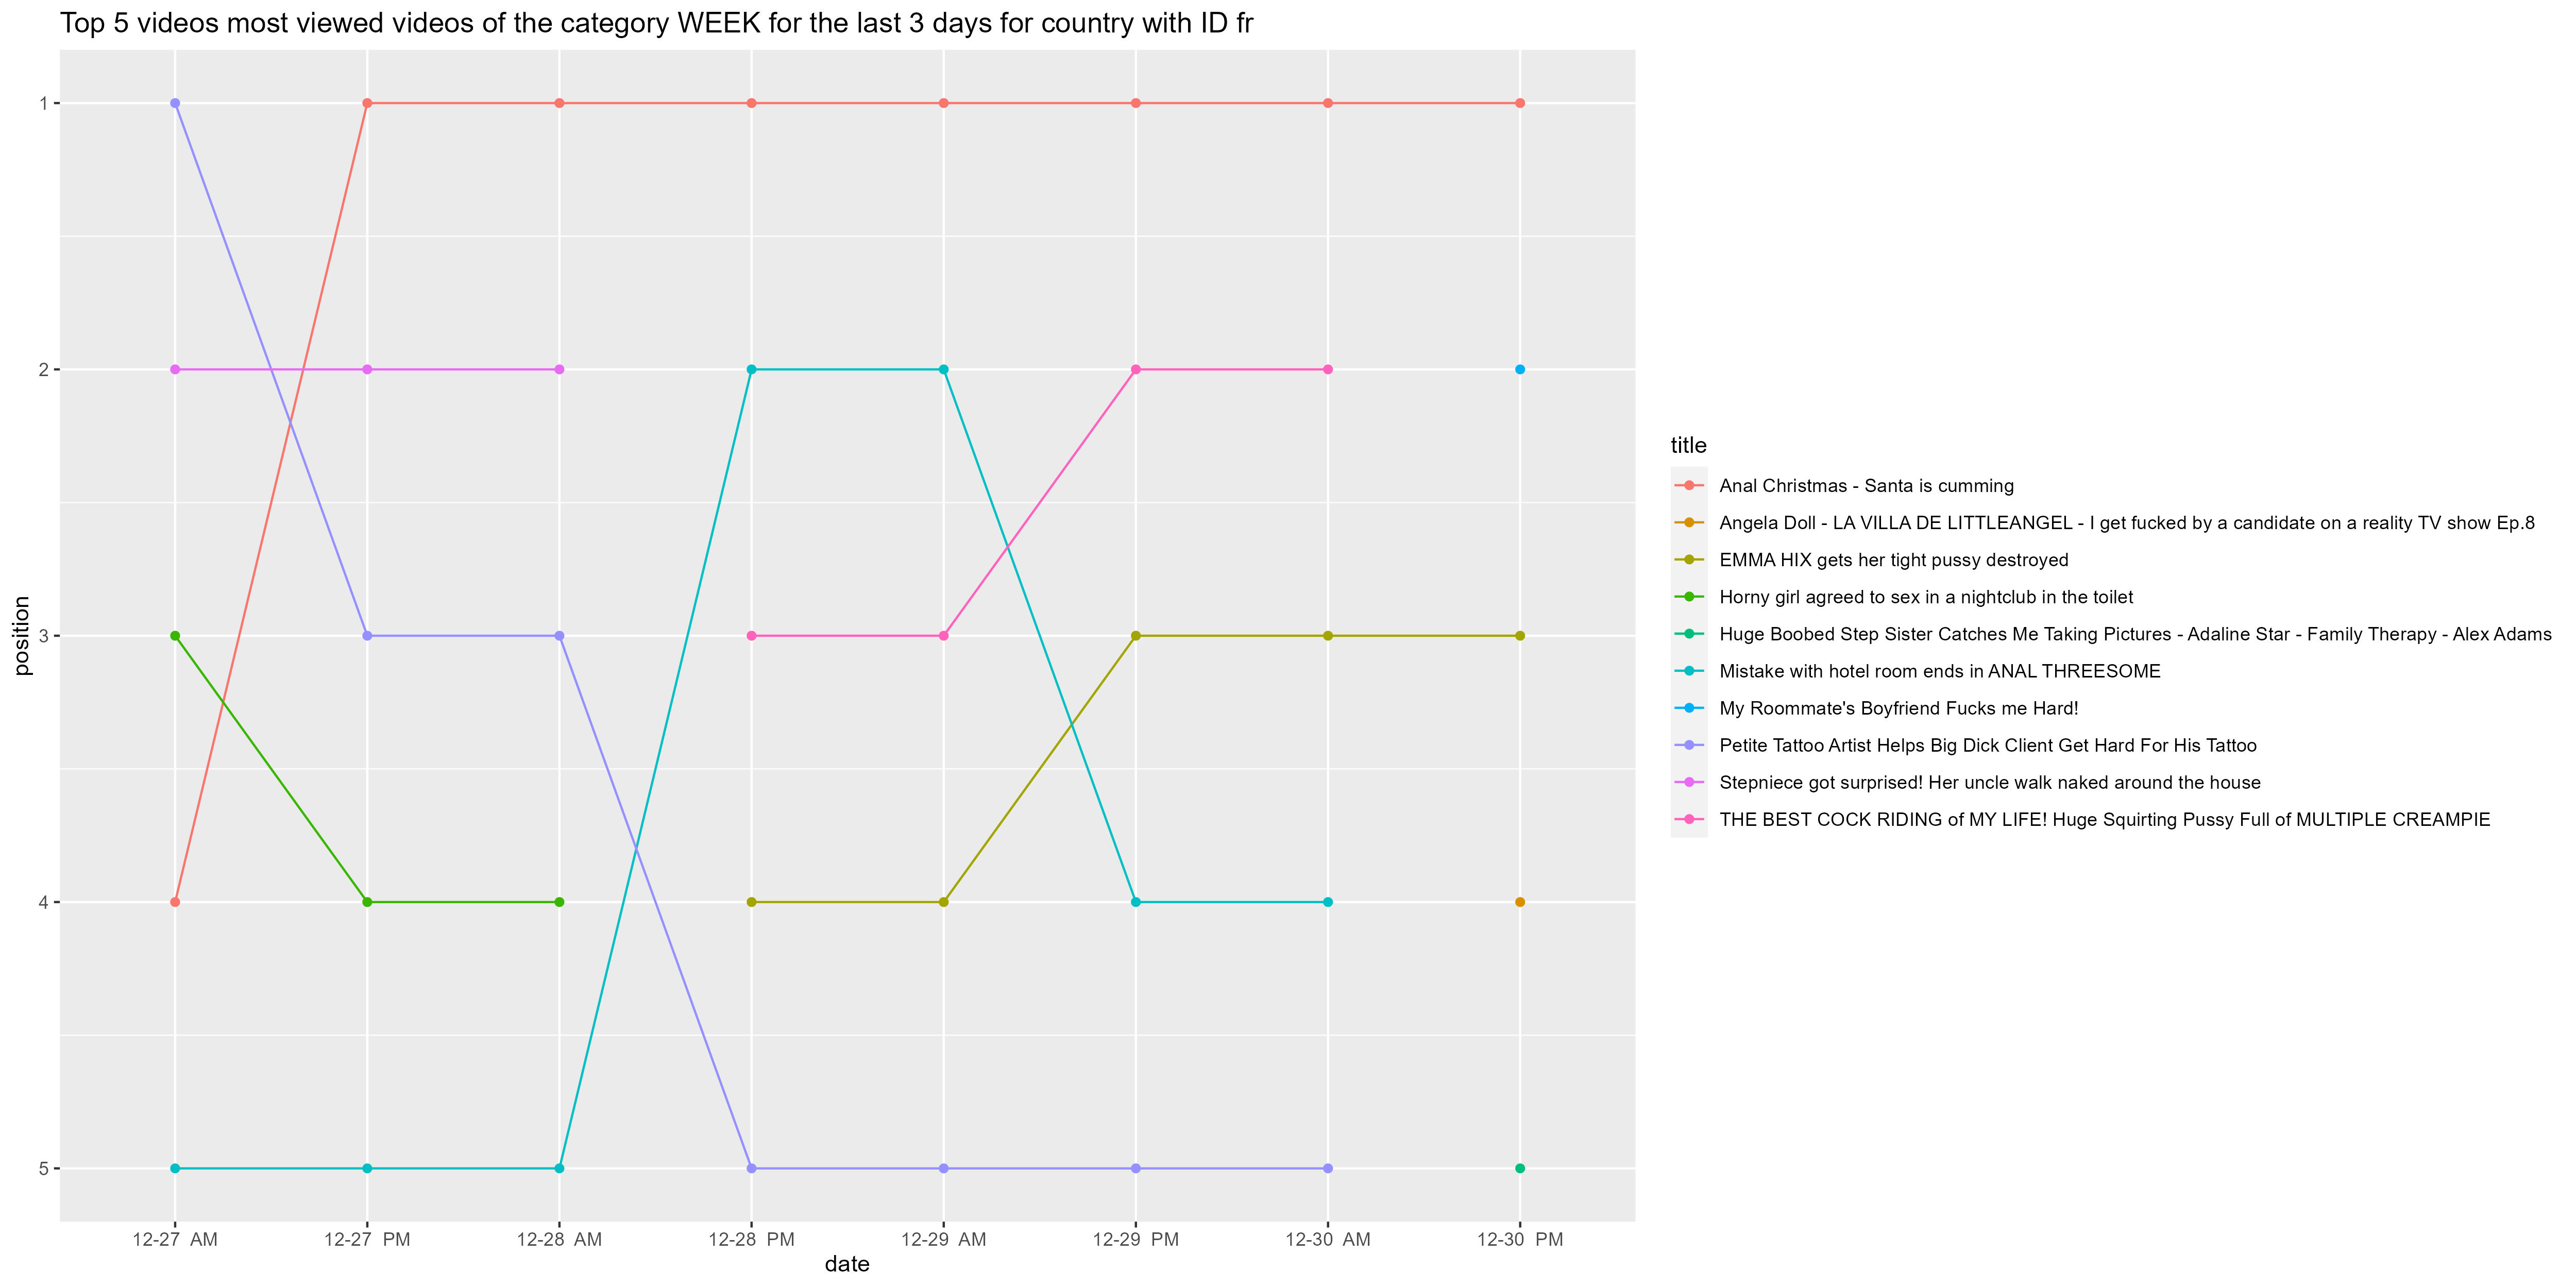 Top 5 videos most viewed videos of the category WEEK for the last 3 days for country with ID fr
position
1
2
3
4
5
12-27 AM
12-27 PM
12-28 AM
12-28 PM
12-29 AM
12-29 PM
12-30 AM
12-30 PM
date
title
Anal Christmas - Santa is cumming
Angela Doll - LA VILLA DE LITTLEANGEL - I get fucked by a candidate on a reality TV show Ep.8
EMMA HIX gets her tight pussy destroyed
Horny girl agreed to sex in a nightclub in the toilet
Huge Boobed Step Sister Catches Me Taking Pictures - Adaline Star - Family Therapy - Alex Adams
Mistake with hotel room ends in ANAL THREESOME
My Roommate's Boyfriend Fucks me Hard!
Petite Tattoo Artist Helps Big Dick Client Get Hard For His Tattoo
Stepniece got surprised! Her uncle walk naked around the house
THE BEST COCK RIDING of MY LIFE! Huge Squirting Pussy Full of MULTIPLE CREAMPIE